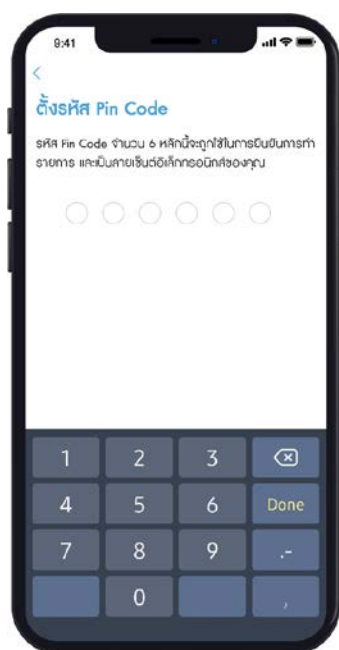 9:41
ตั้งรหัส Pin Code
รหัส Pin Code จำนวน 6 หลักนี้จะถูกใช้ในการยืนยันการทำ
รายการ และเป็นลายเซ็นต์อิเล็กทรอนิกส์ของคุณ
1 2 3
4 5 6 Done
7 8 9 .-
0 ,